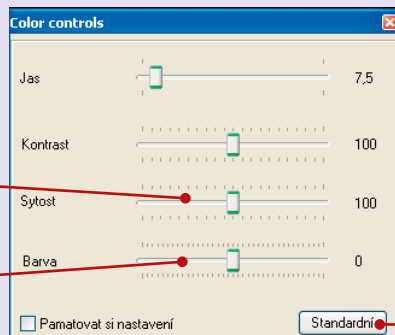 Color controls
Jas 7,5
Kontrast 100
Sytost 100
Barva 0
Pamatovat si nastavení Standardní